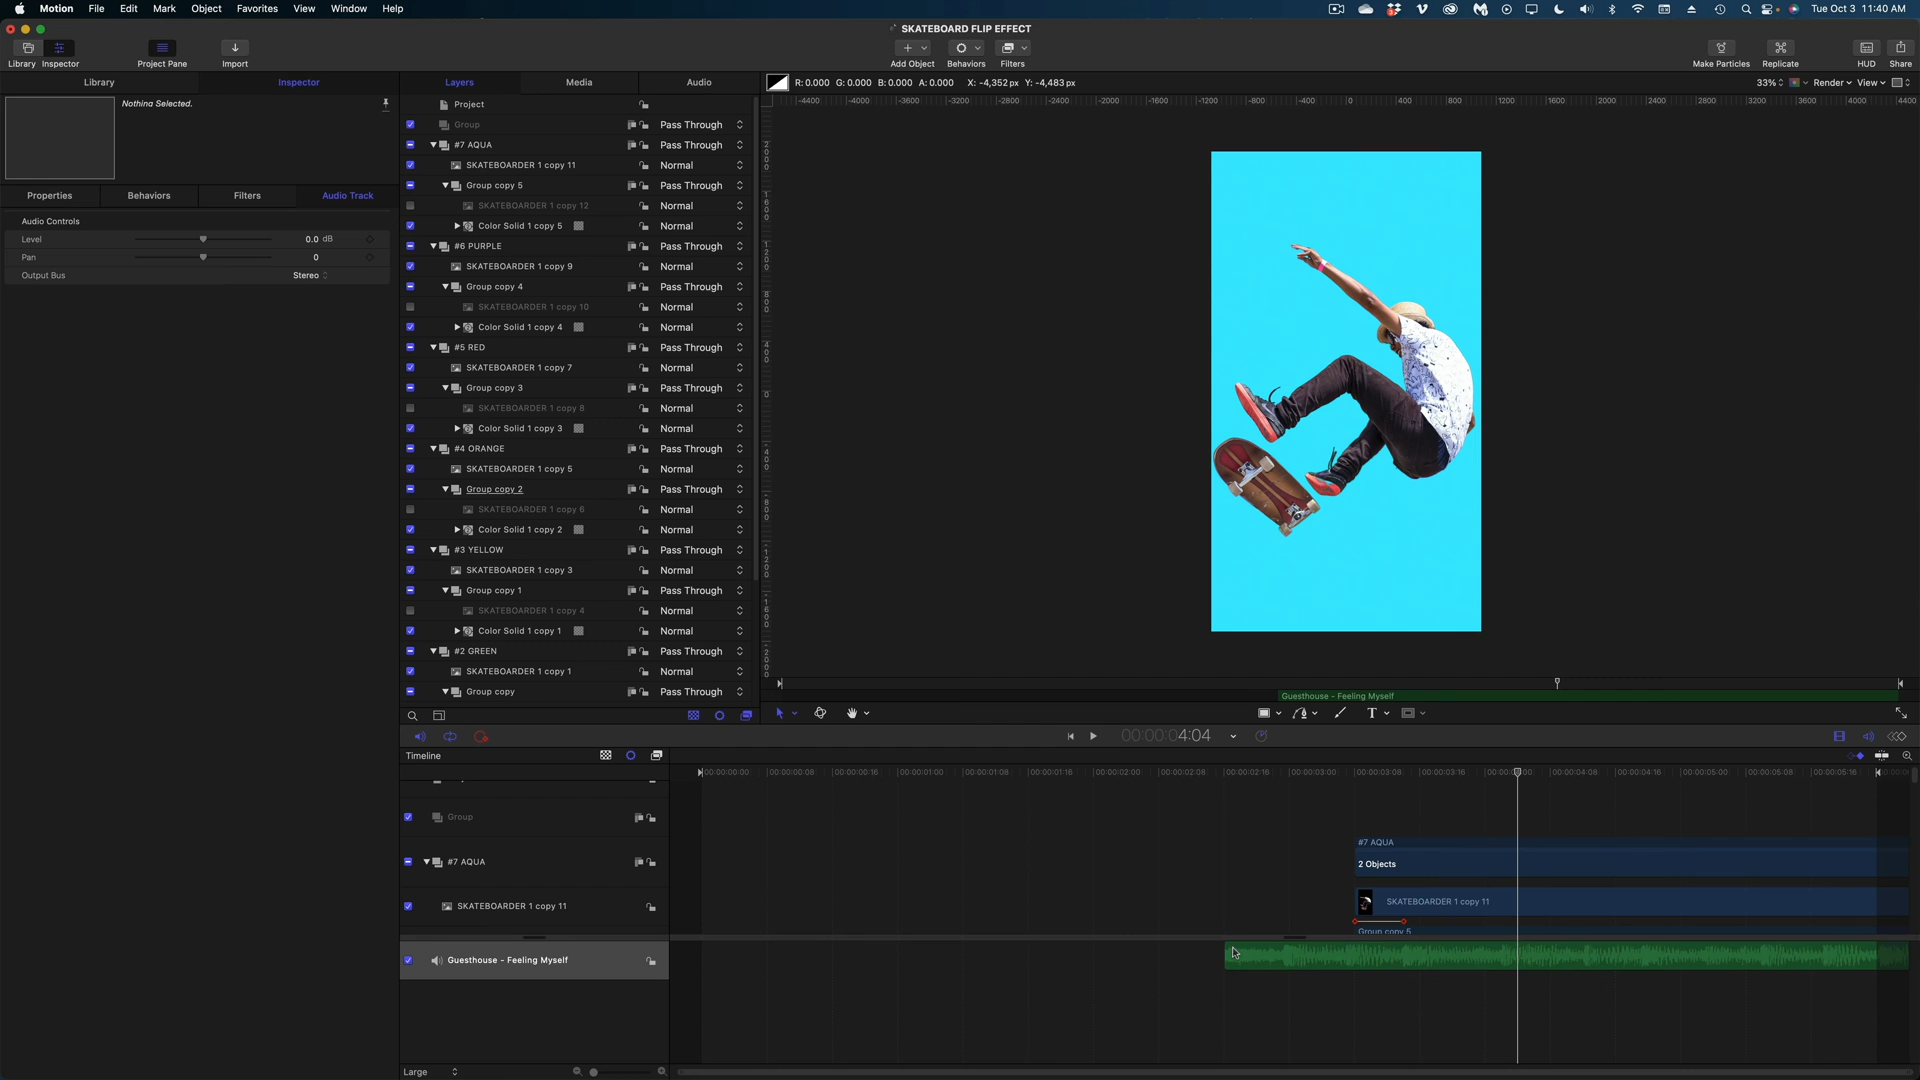 Motion File Edit Mark Object Favorites View Window Help
Tue Oct 3 11:40 AM
SKATEBOARD FLIP EFFECT
Library Inspector Project Pane Import
Add Object Behaviors Filters
Make Particles Replicate HUD Share
Library Inspector
Layers Media Audio
R: 0.000 G: 0.000 B: 0.000 A: 0.000 X: -4,352 px Y: -4,483 px
33% Render View
Nothing Selected.
Properties Behaviors Filters Audio Track
Audio Controls
Level 0.0 dB
Pan 0
Output Bus Stereo
Project
Group Pass Through
#7 AQUA Pass Through
SKATEBOARDER 1 copy 11 Normal
Group copy 5 Pass Through
SKATEBOARDER 1 copy 12 Normal
Color Solid 1 copy 5 Normal
#6 PURPLE Pass Through
SKATEBOARDER 1 copy 9 Normal
Group copy 4 Pass Through
SKATEBOARDER 1 copy 10 Normal
Color Solid 1 copy 4 Normal
#5 RED Pass Through
SKATEBOARDER 1 copy 7 Normal
Group copy 3 Pass Through
SKATEBOARDER 1 copy 8 Normal
Color Solid 1 copy 3 Normal
#4 ORANGE Pass Through
SKATEBOARDER 1 copy 5 Normal
Group copy 2 Pass Through
SKATEBOARDER 1 copy 6 Normal
Color Solid 1 copy 2 Normal
#3 YELLOW Pass Through
SKATEBOARDER 1 copy 3 Normal
Group copy 1 Pass Through
SKATEBOARDER 1 copy 4 Normal
Color Solid 1 copy 1 Normal
#2 GREEN Pass Through
SKATEBOARDER 1 copy 1 Normal
Group copy Pass Through
Guesthouse - Feeling Myself
00:00:04:04
Timeline
00:00:00:00 00:00:00:08 00:00:00:16 00:00:01:00 00:00:01:08 00:00:01:16 00:00:02:00 00:00:02:08 00:00:02:16 00:00:03:00 00:00:03:08 00:00:03:16 00:00:04:08 00:00:04:16 00:00:05:00 00:00:05:08 00:00:05:16
Group
#7 AQUA
#7 AQUA
2 Objects
SKATEBOARDER 1 copy 11
SKATEBOARDER 1 copy 11
Group copy 5
Guesthouse - Feeling Myself
Large